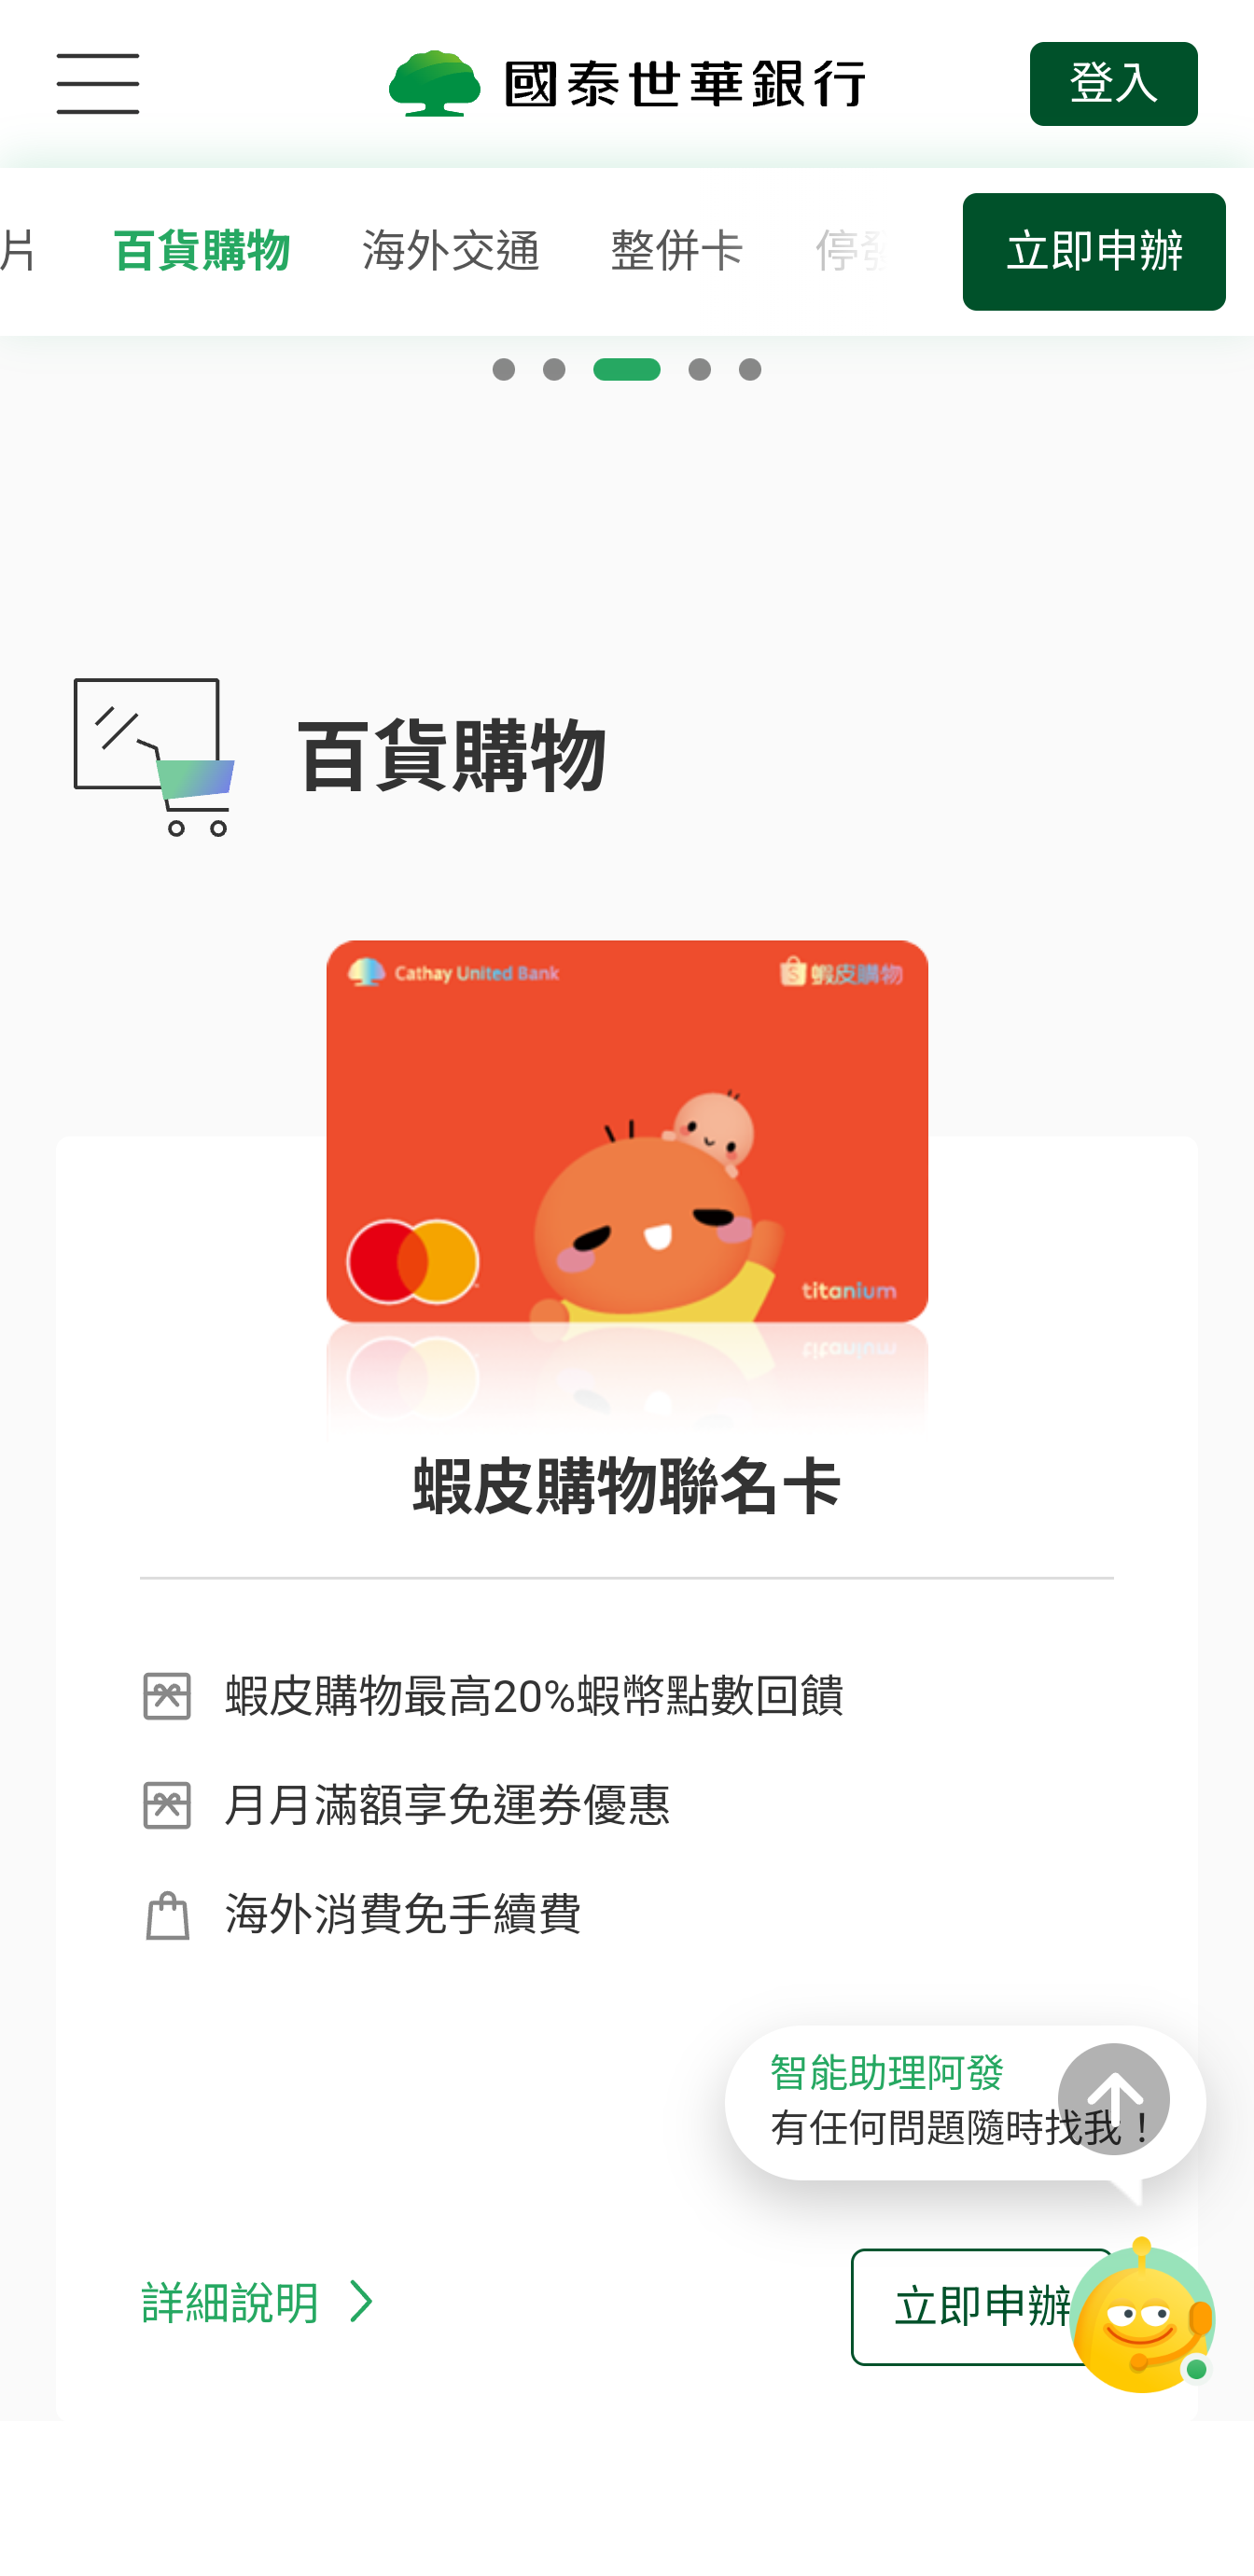 國泰世華銀行
登入
片 百貨購物 海外交通 整併卡 停
立即申辦
百貨購物
Cathay United Bank
蝦皮購物
titanium
蝦皮購物聯名卡
蝦皮購物最高20%蝦幣點數回饋
月月滿額享免運券優惠
海外消費免手續費
智能助理阿發
有任何問題隨時找我！
詳細說明
立即申辦